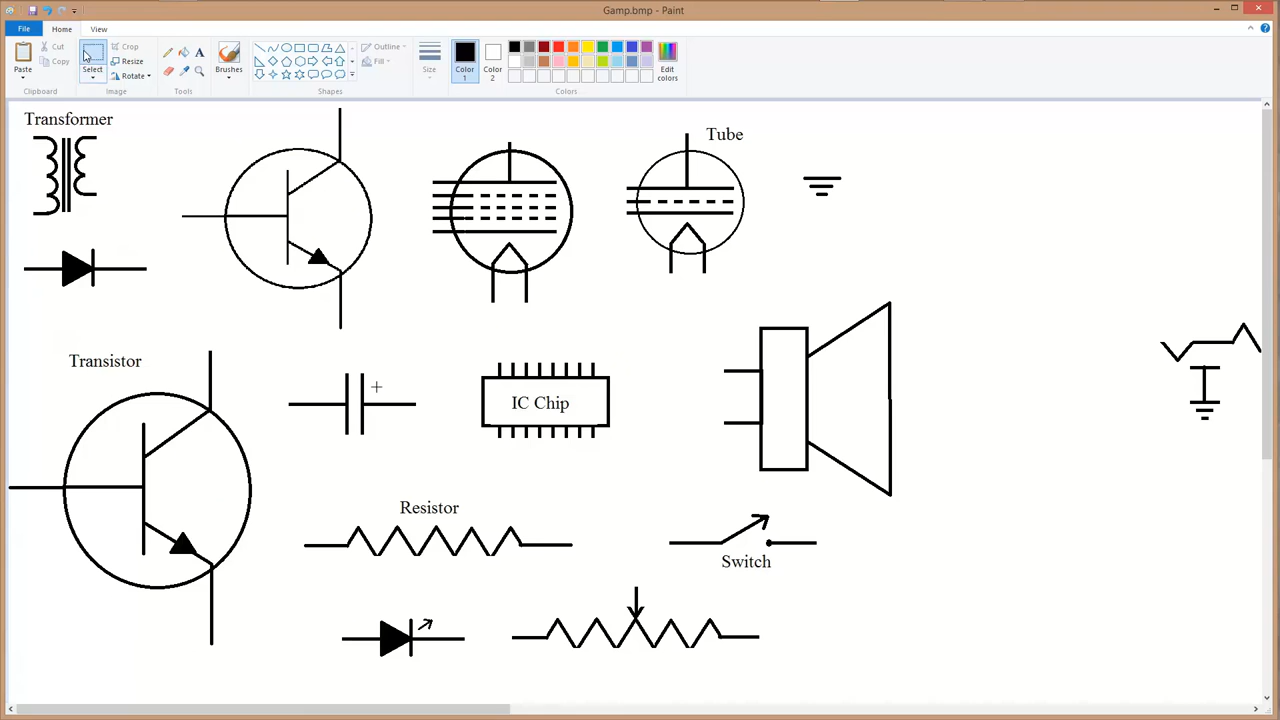 Gamp.bmp - Paint
File
Home
View
Paste
Cut
Copy
Clipboard
Select
Crop
Resize
Rotate
Image
A
Tools
Brushes
Outline
Fill
Shapes
Size
Color 1
Color 2
Edit colors
Colors
Transformer
Tube
Transistor
+
IC Chip
Resistor
Switch